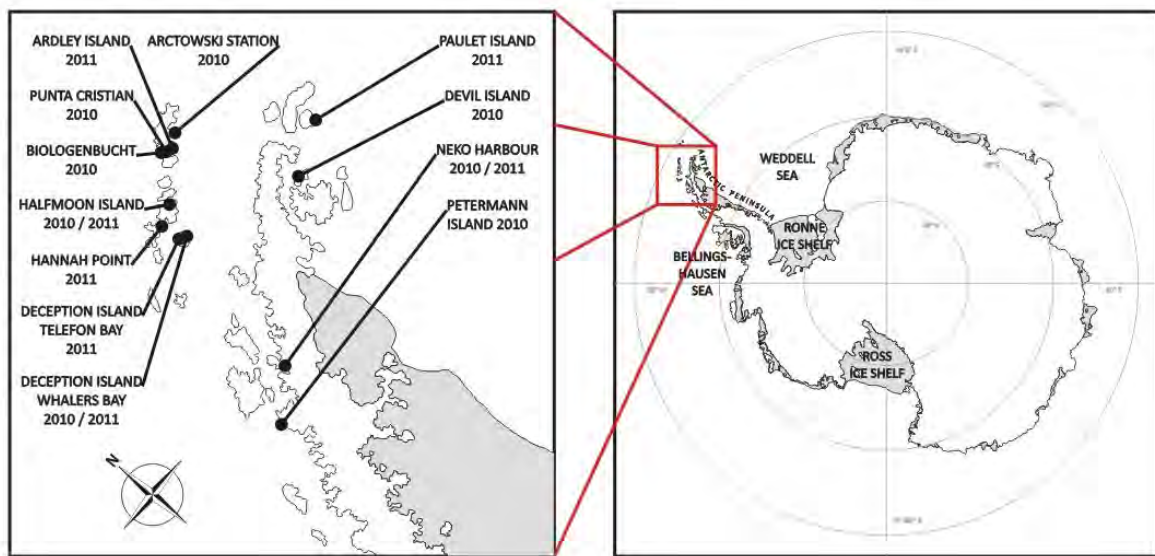 ARDLEY ISLAND
2011
ARCTOWSKI STATION
2010
PUNTA CRISTIAN
2010
BIOLOGENBUCHT
2010
HALFMOON ISLAND
2010 / 2011
HANNAH POINT
2011
DECEPTION ISLAND
TELEFON BAY
2011
DECEPTION ISLAND
WHALERS BAY
2010 / 2011
PAULET ISLAND
2011
DEVIL ISLAND
2010
NEKO HARBOUR
2010 / 2011
PETERMANN
ISLAND 2010
N
WEDDELL
SEA
ANTARCTIC PENINSULA
RONNE
ICE SHELF
BELLINGS-
HAUSEN
SEA
ROSS
ICE SHELF